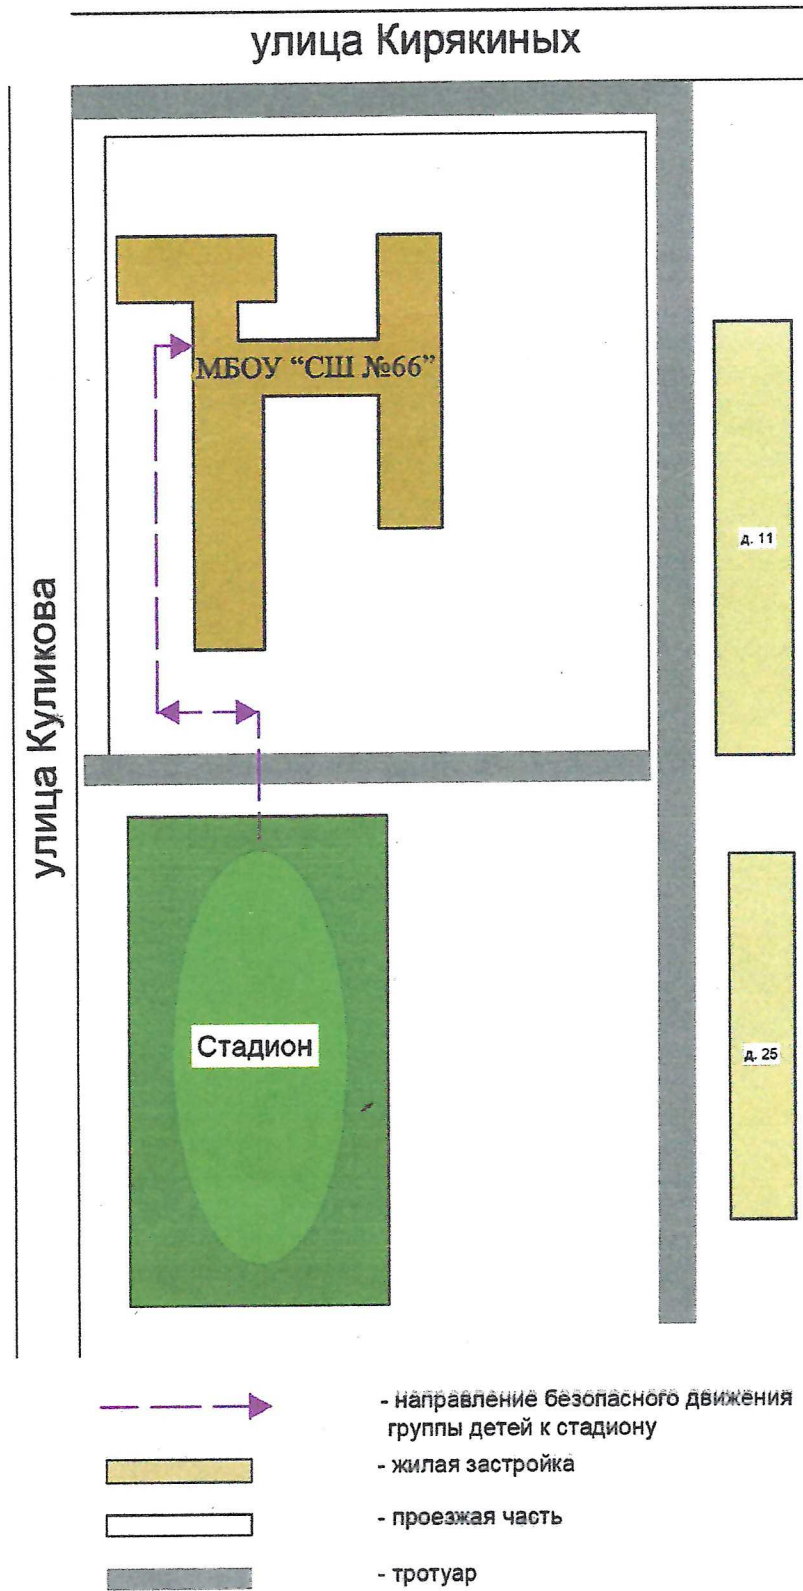 улица Кирякиных
МБОУ “СШ №66”
д. 11
улица Куликова
Стадион
д. 25
- направление безопасного движения
группы детей к стадиону
- жилая застройка
- проезжая часть
- тротуар